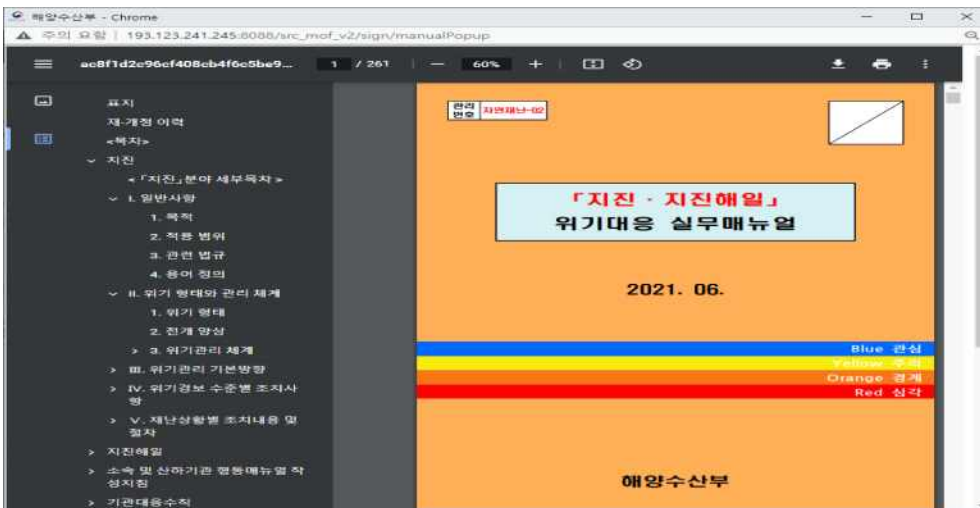 해양수산부 - Chrome
주의 요함 | 193.123.241.245:8088/src_mof_v2/sign/manualPopup
ac8f1d2c96cf408cb4f6c5be9...
1 / 261
60%
표지
재·개정 이력
<목차>
지진
<「지진」분야 세부목차>
I. 일반사항
1. 목적
2. 적용 범위
3. 관련 법규
4. 용어 정의
II. 위기 형태와 관리 체계
1. 위기 형태
2. 전개 양상
3. 위기관리 체계
III. 위기관리 기본방향
IV. 위기경보 수준별 조치사
항
V. 재난상황별 조치내용 및
절차
지진해일
소속 및 산하기관 행동매뉴얼 작
성지침
기관대응수칙
관리
번호
자연재난-02
「지진 · 지진해일」
위기대응 실무매뉴얼
2021. 06.
Blue 관심
Yellow 주의
Orange 경계
Red 심각
해양수산부